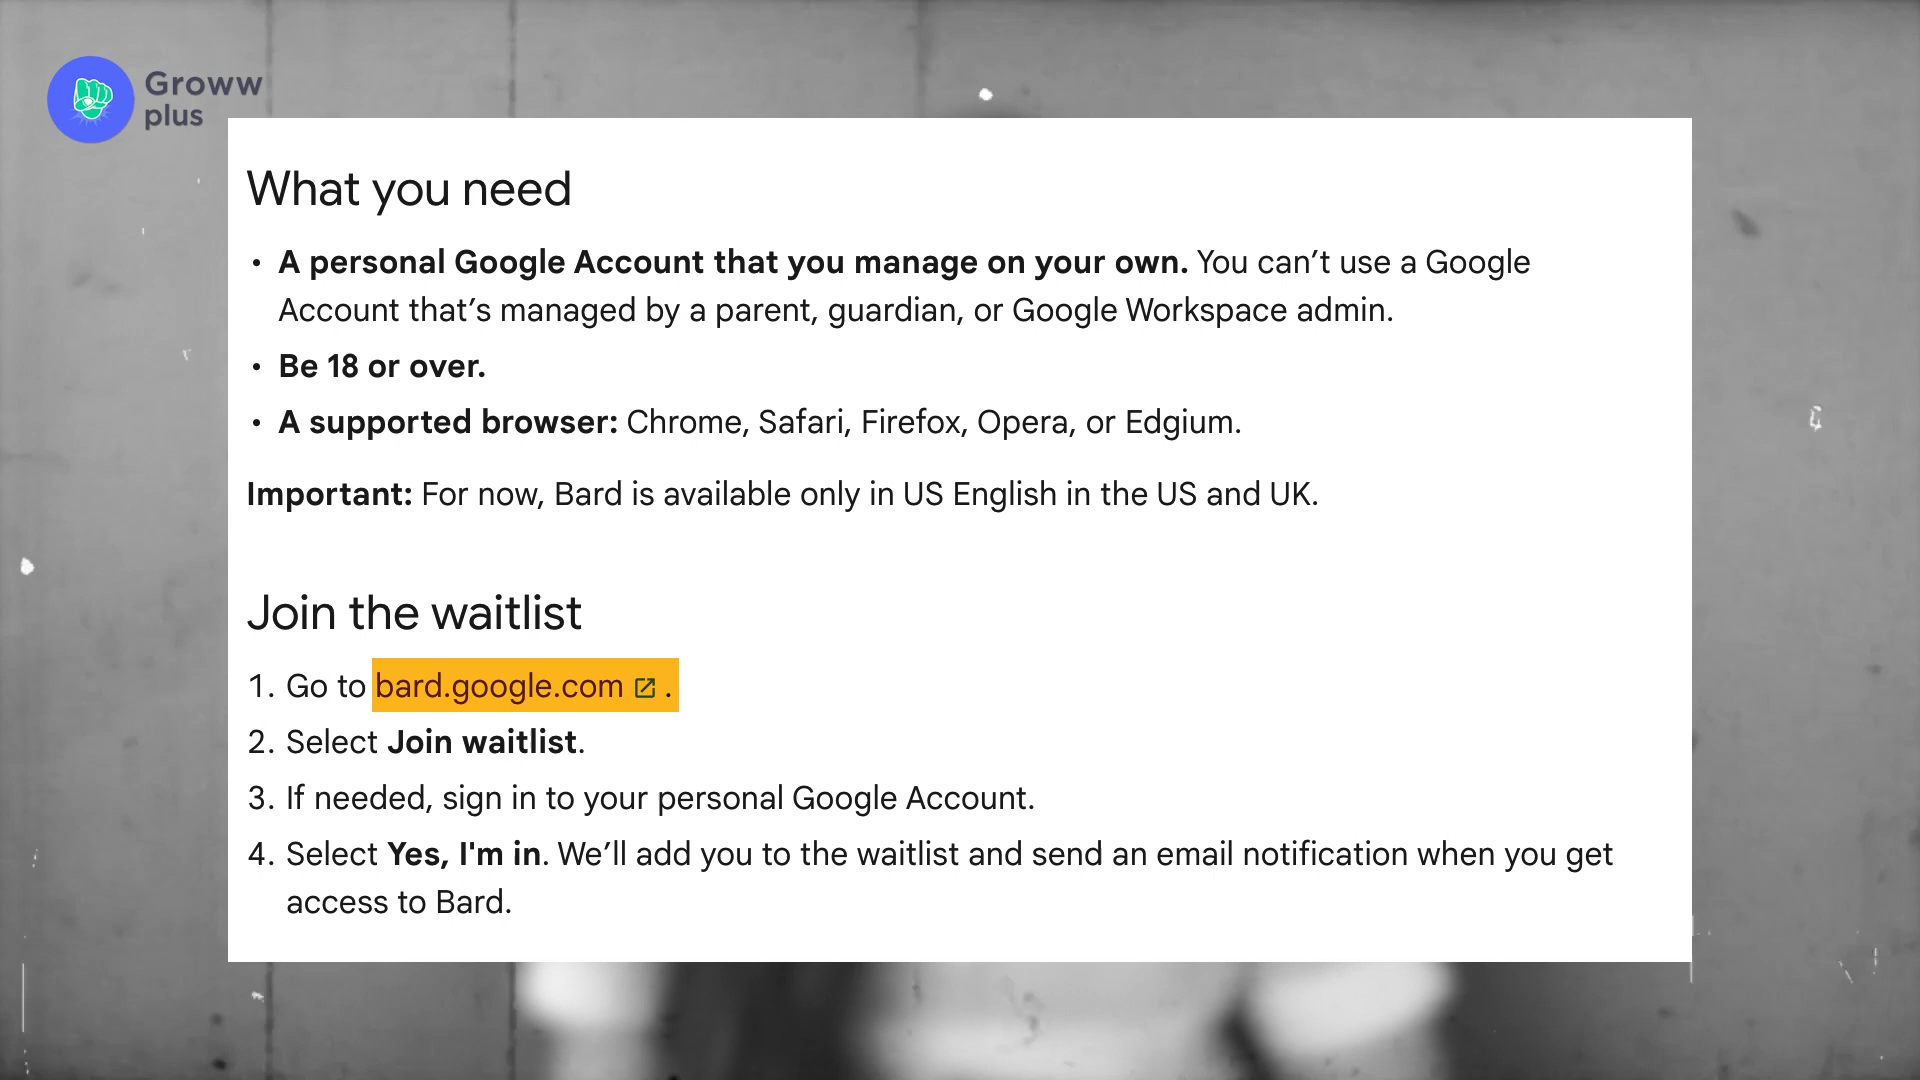 Groww
plus
What you need
• A personal Google Account that you manage on your own. You can’t use a Google
Account that’s managed by a parent, guardian, or Google Workspace admin.
• Be 18 or over.
• A supported browser: Chrome, Safari, Firefox, Opera, or Edgium.
Important: For now, Bard is available only in US English in the US and UK.
Join the waitlist
1. Go to bard.google.com .
2. Select Join waitlist.
3. If needed, sign in to your personal Google Account.
4. Select Yes, I'm in. We’ll add you to the waitlist and send an email notification when you get
access to Bard.